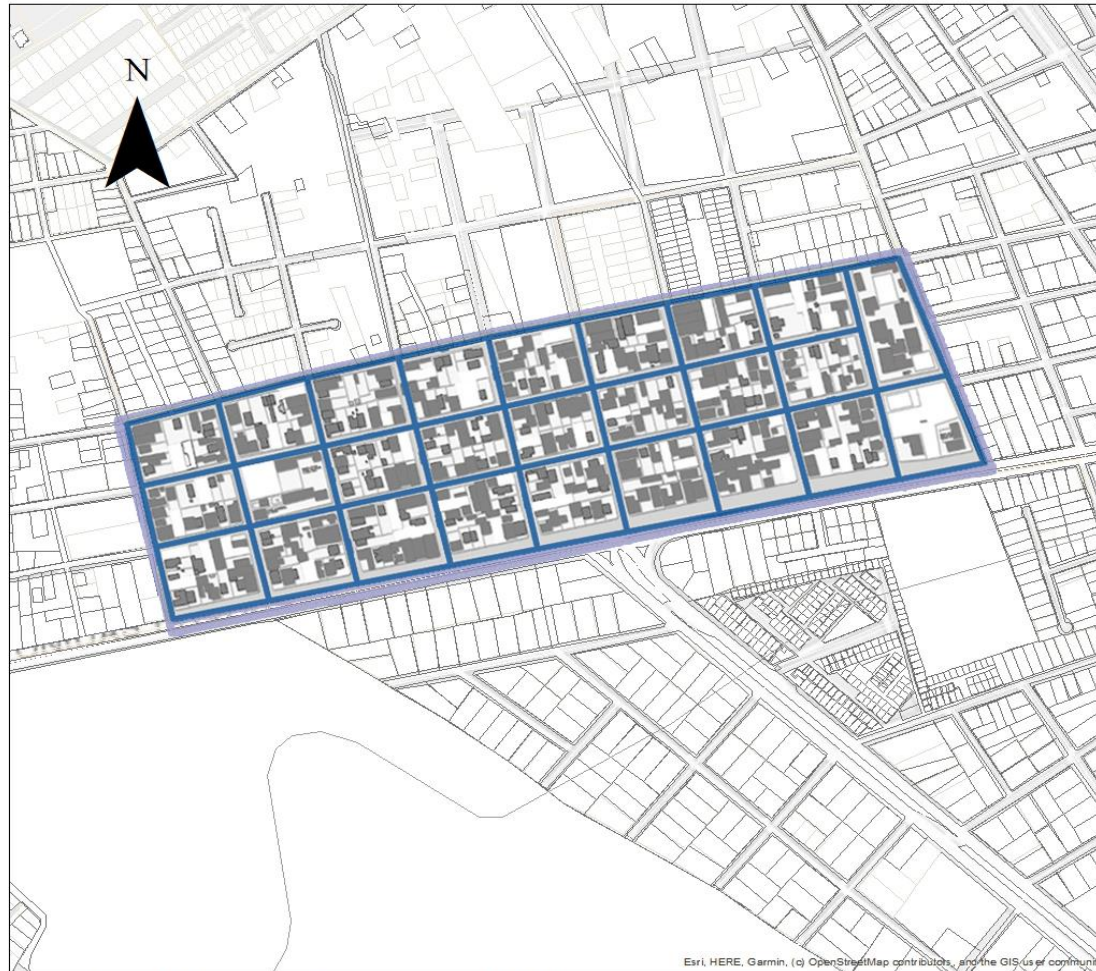 N
Esri, HERE, Garmin, (c) OpenStreetMap contributors, and the GIS user communi